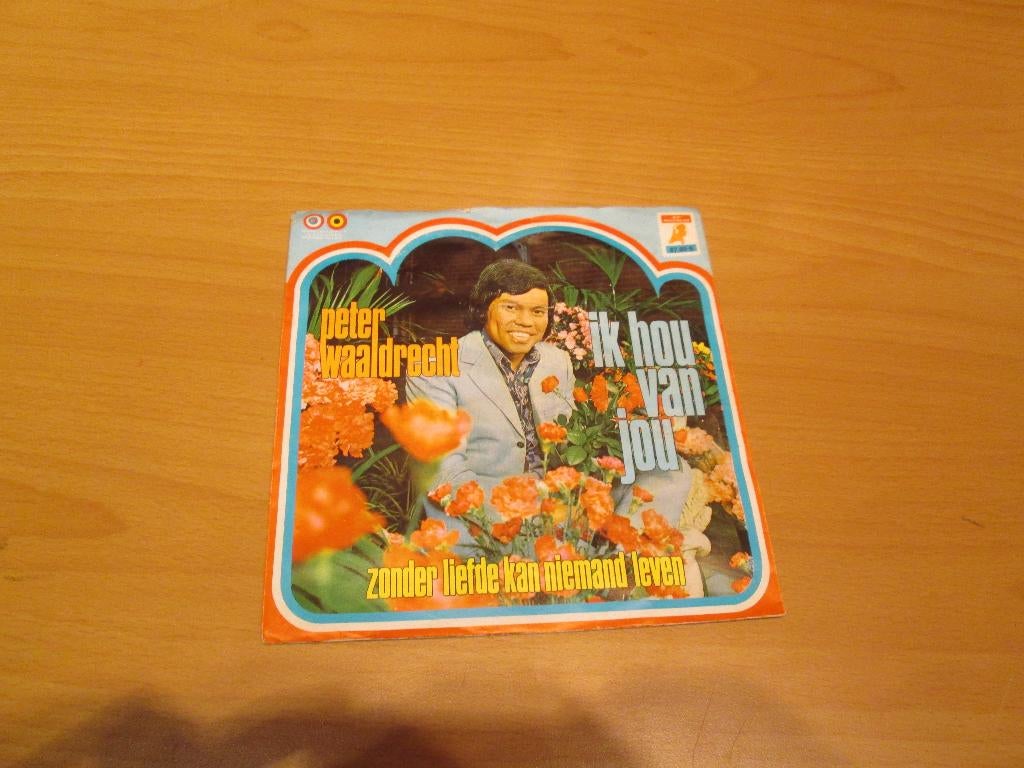 peter
waaldrecht
ik hou
van
jou
zonder liefde kan niemand leven